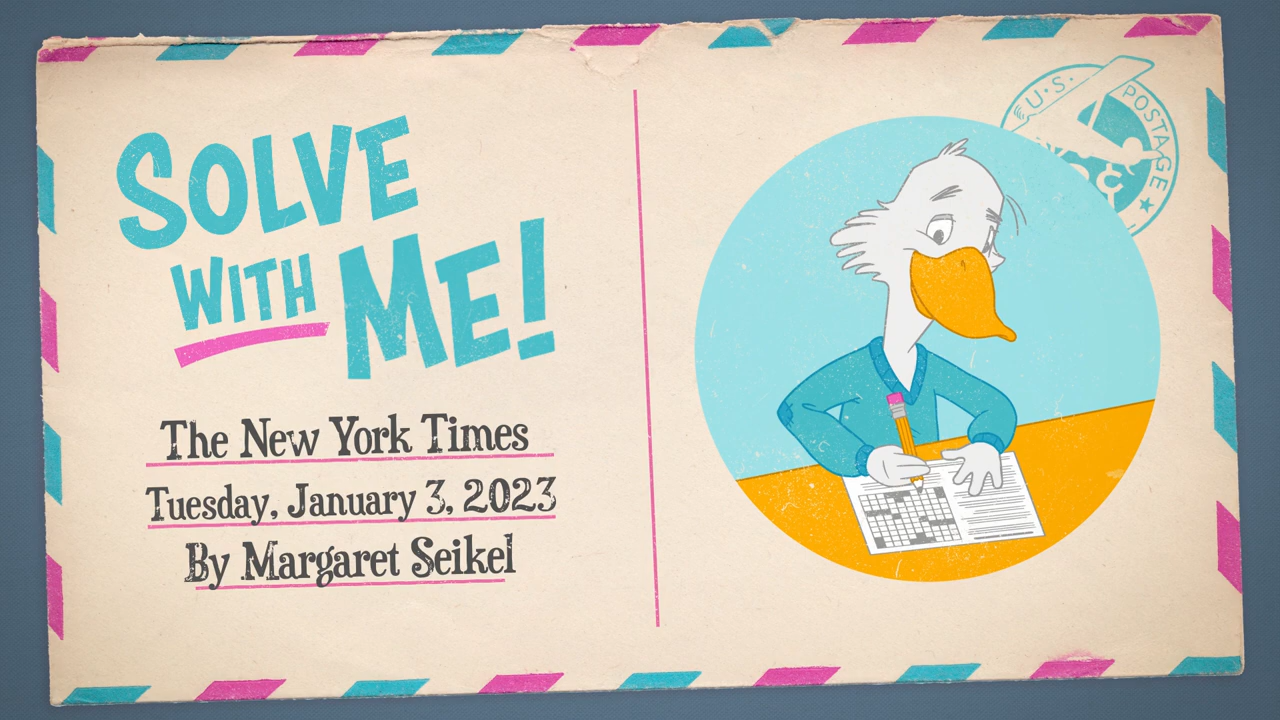 SOLVE
WITH ME!
The New York Times
Tuesday, January 3, 2023
By Margaret Seikel
U.S. POSTAGE